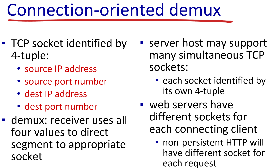 Connection-oriented demux
• TCP socket identified by
4-tuple:
• source IP address
• source port number
• dest IP address
• dest port number
• demux: receiver uses all
four values to direct
segment to appropriate
socket
• server host may support
many simultaneous TCP
sockets:
• each socket identified by
its own 4-tuple
• web servers have
different sockets for
each connecting client
• non-persistent HTTP will
have different socket for
each request